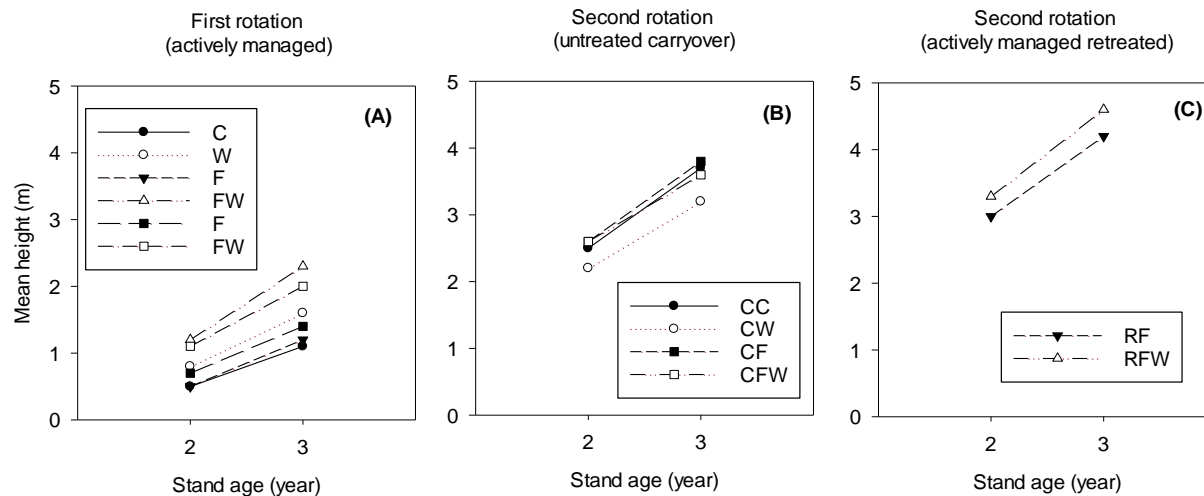 First rotation
(actively managed)
Mean height (m)
5
4
3
2
1
0
(A)
C
W
F
FW
F
FW
2
3
Stand age (year)
Second rotation
(untreated carryover)
5
4
3
2
1
0
(B)
CC
CW
CF
CFW
2
3
Stand age (year)
Second rotation
(actively managed retreated)
5
4
3
2
1
0
(C)
RF
RFW
2
3
Stand age (year)